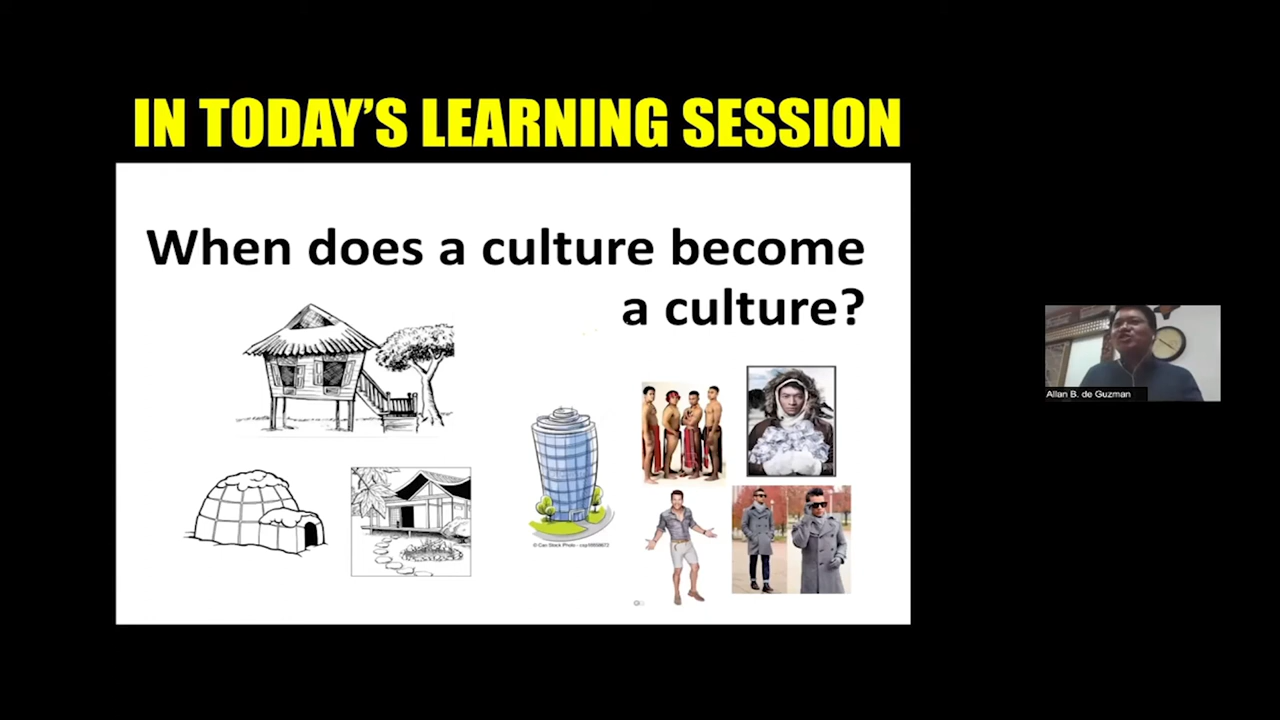 IN TODAY'S LEARNING SESSION
When does a culture become
a culture?
Allan B. de Guzman